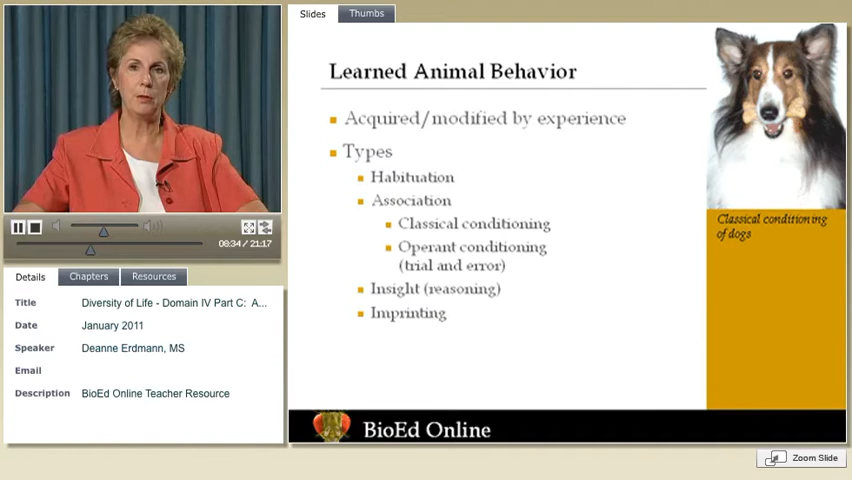 Slides
Thumbs
Learned Animal Behavior
Acquired/modified by experience
Types
Habituation
Association
Classical conditioning
Operant conditioning
(trial and error)
Insight (reasoning)
Imprinting
Classical conditioning
of dogs
08:34 / 21:17
Details
Chapters
Resources
Title
Diversity of Life - Domain IV Part C: A...
Date
January 2011
Speaker
Deanne Erdmann, MS
Email
Description
BioEd Online Teacher Resource
BioEd Online
Zoom Slide